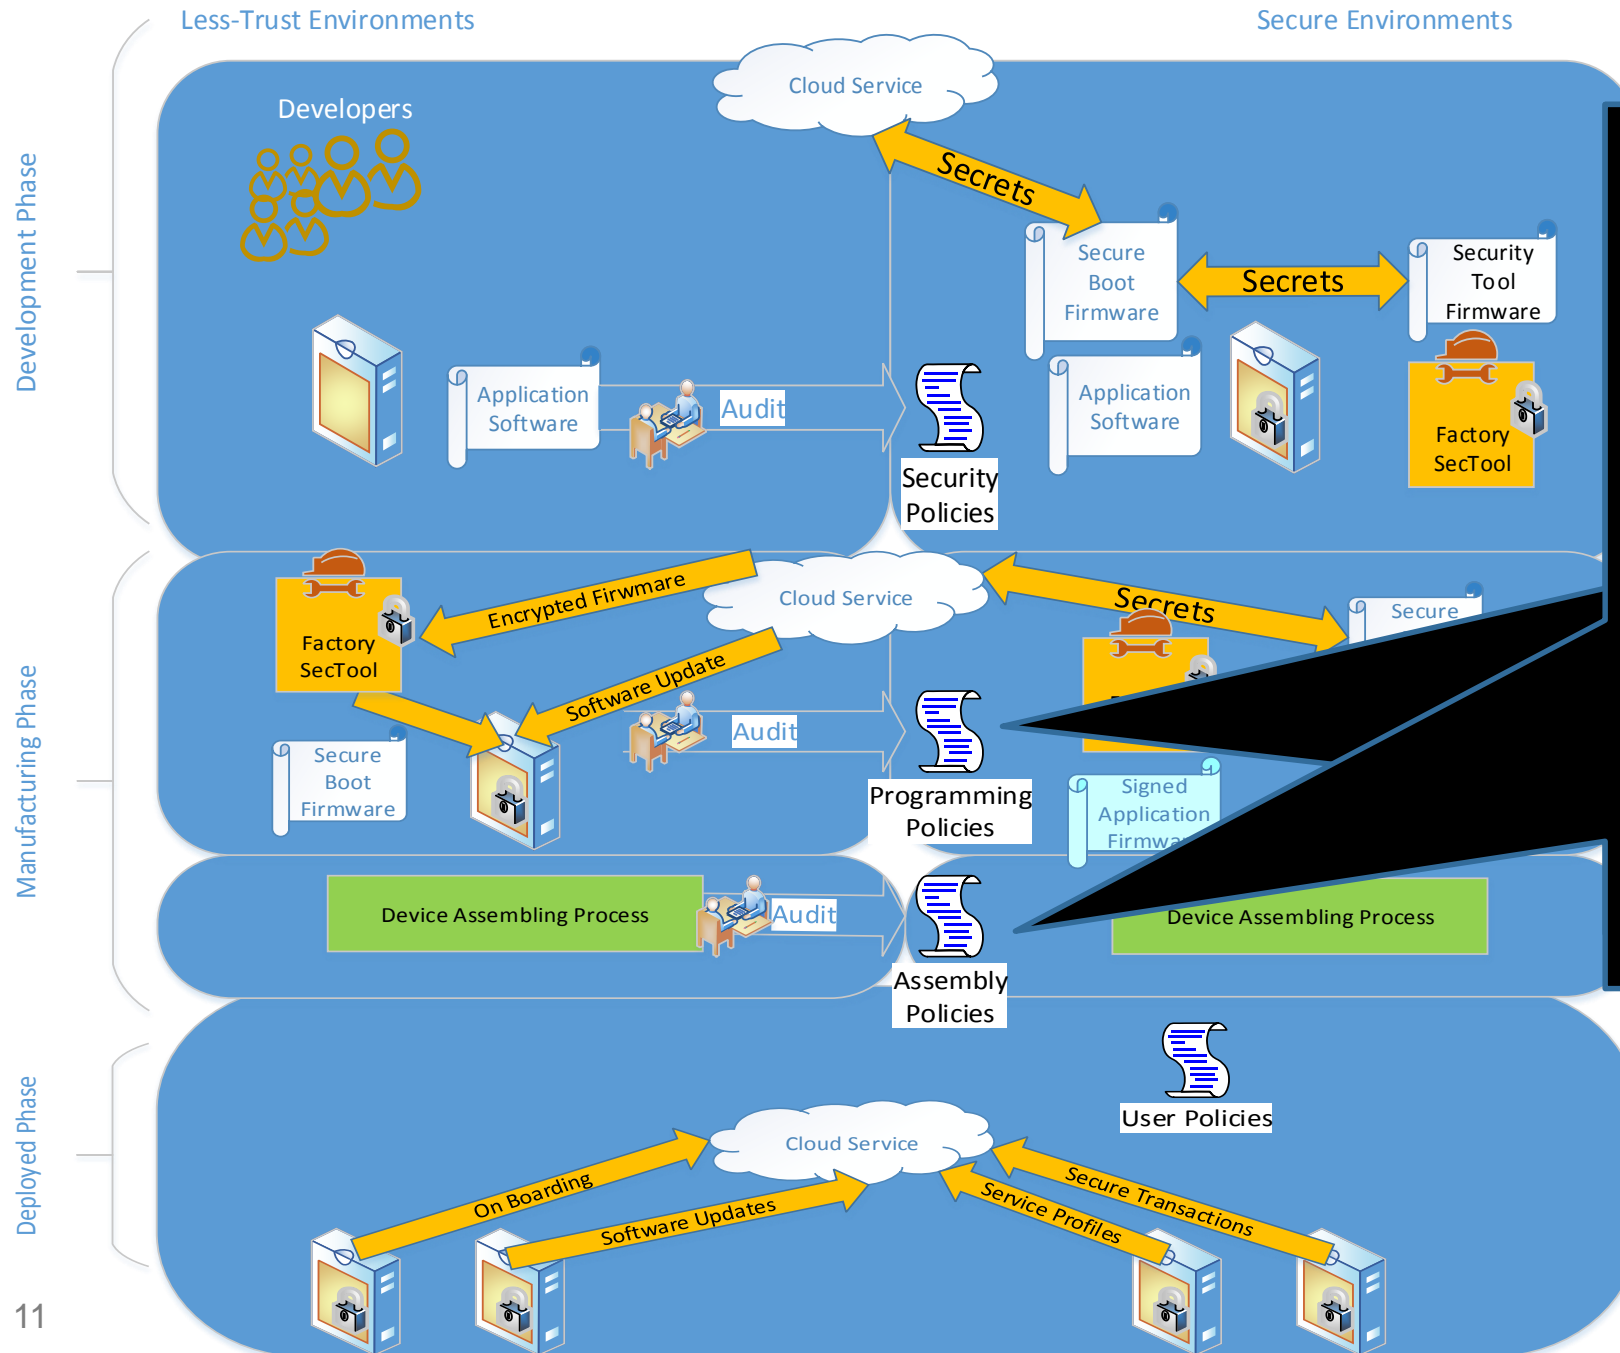 Less-Trust Environments
Secure Environments
Development Phase
Developers
Cloud Service
Secrets
Secure
Boot
Firmware
Secrets
Security
Tool
Firmware
Application
Software
Audit
Security
Policies
Application
Software
Factory
SecTool
Manufacturing Phase
Factory
SecTool
Encrypted Firwmare
Cloud Service
Secrets
Secure
Software Update
Audit
Secure
Boot
Firmware
Programming
Policies
Signed
Application
Device Assembling Process
Audit
Assembly
Policies
Device Assembling Process
Deployed Phase
User Policies
Cloud Service
On Boarding
Software Updates
Service Profiles
Secure Transactions
11